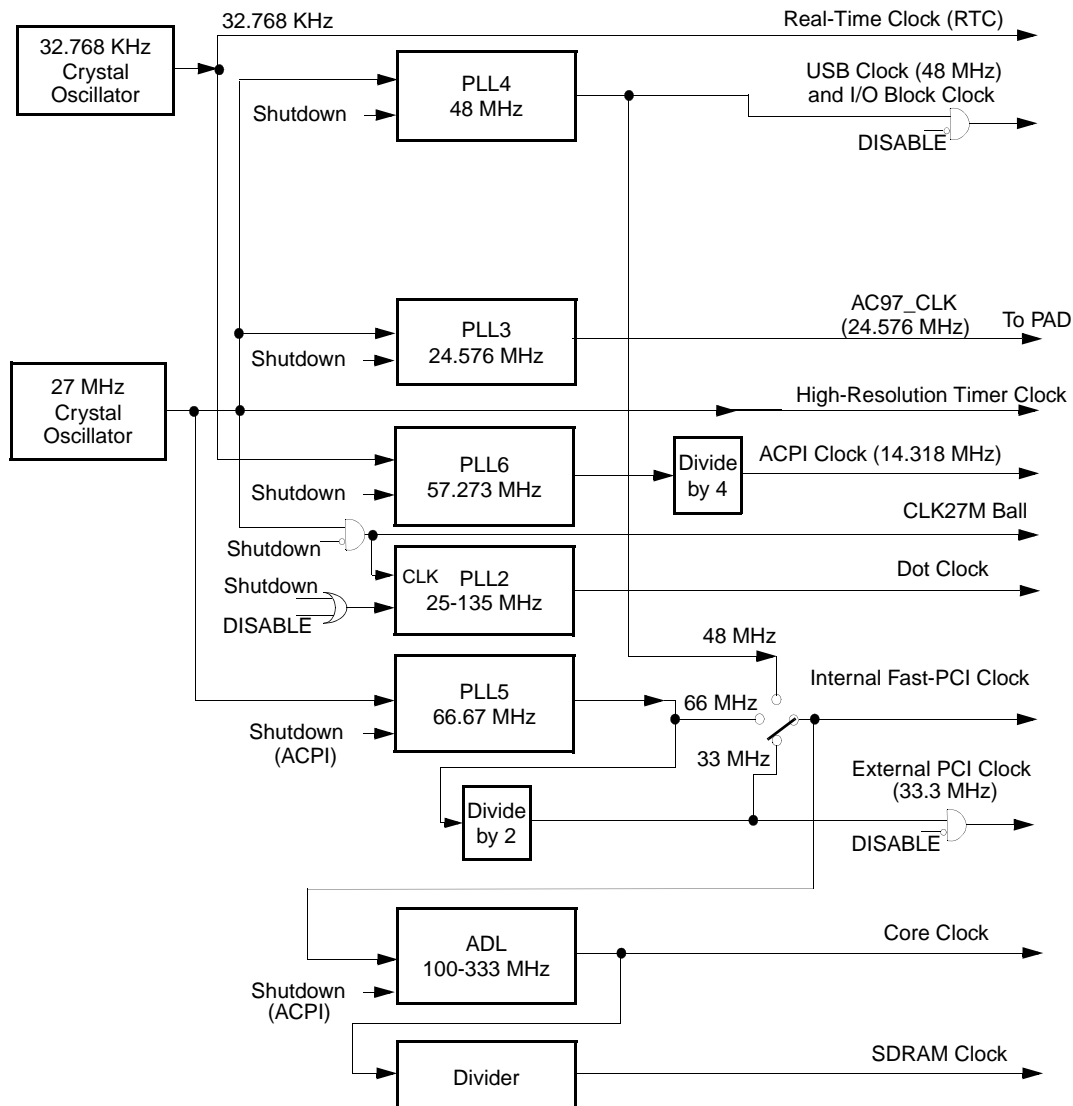 32.768 KHz
Real-Time Clock (RTC)
32.768 KHz
Crystal
Oscillator
PLL4
48 MHz
Shutdown
USB Clock (48 MHz)
and I/O Block Clock
DISABLE
PLL3
24.576 MHz
Shutdown
AC97_CLK
(24.576 MHz)
To PAD
27 MHz
Crystal
Oscillator
High-Resolution Timer Clock
PLL6
57.273 MHz
Shutdown
Divide
by 4
ACPI Clock (14.318 MHz)
CLK27M Ball
Shutdown
CLK
PLL2
25-135 MHz
Shutdown
DISABLE
Dot Clock
48 MHz
PLL5
66.67 MHz
Shutdown
(ACPI)
66 MHz
33 MHz
Internal Fast-PCI Clock
Divide
by 2
External PCI Clock
(33.3 MHz)
DISABLE
ADL
100-333 MHz
Shutdown
(ACPI)
Core Clock
Divider
SDRAM Clock